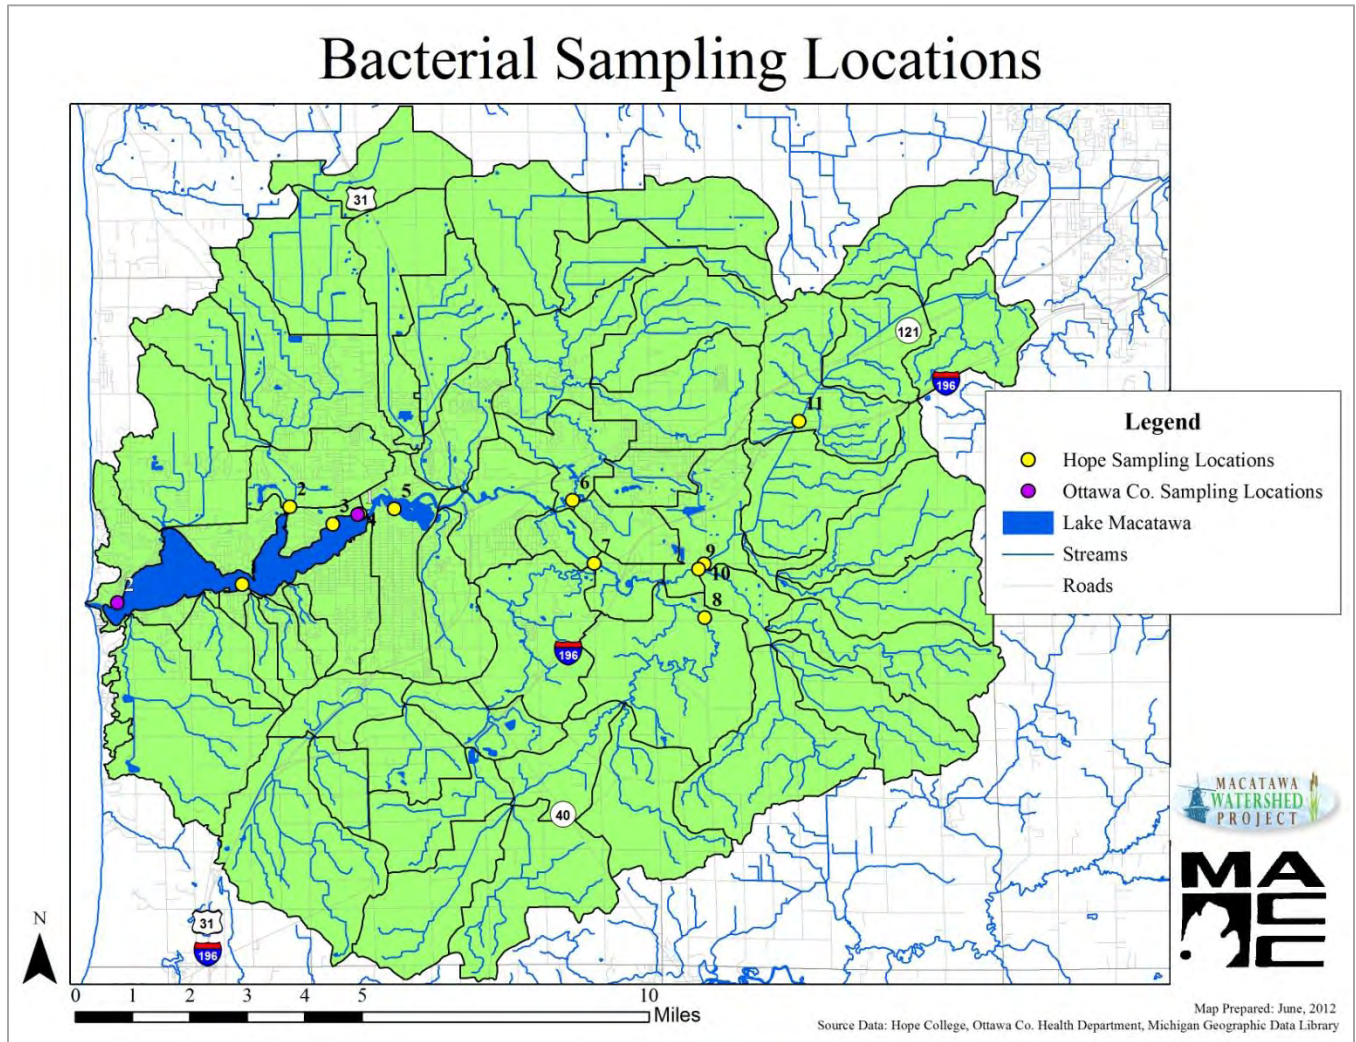 Bacterial Sampling Locations
31
121
196
11
Legend
Hope Sampling Locations
Ottawa Co. Sampling Locations
Lake Macatawa
Streams
Roads
2
3
4
5
6
7
9
10
8
2
196
40
31
196
MACATAWA
WATERSHED
PROJECT
MACC
N
0 1 2 3 4 5 10 Miles
Map Prepared: June, 2012
Source Data: Hope College, Ottawa Co. Health Department, Michigan Geographic Data Library